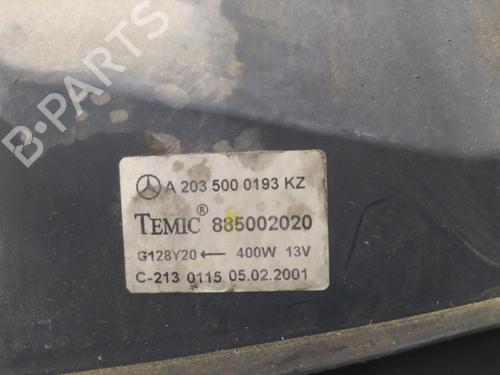 B-PARTS
A 203 500 0193 KZ
TEMIC® 885002020
G128Y20 ← 400W 13V
C-213 0115 05.02.2001